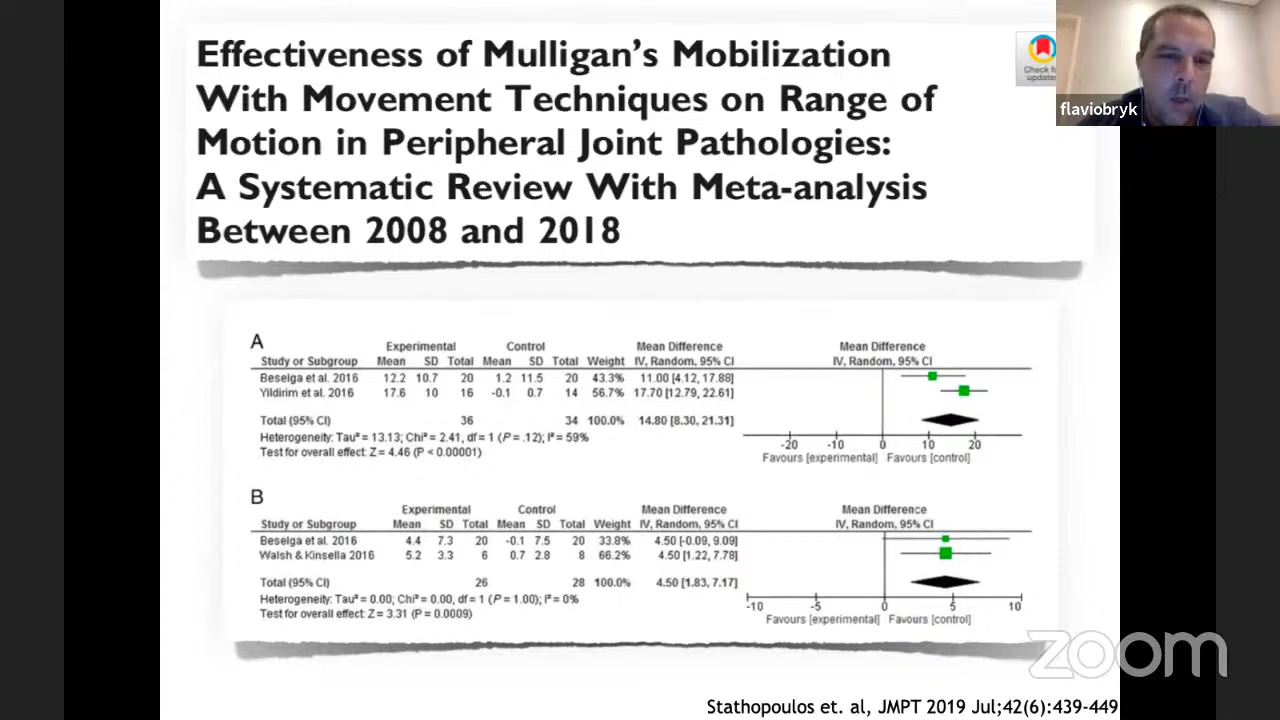 Effectiveness of Mulligan's Mobilization
With Movement Techniques on Range of
Motion in Peripheral Joint Pathologies:
A Systematic Review With Meta-analysis
Between 2008 and 2018
Check for
updates
flaviobryk
A
Experimental Control Mean Difference Mean Difference
Study or Subgroup Mean SD Total Mean SD Total Weight IV, Random, 95% CI IV, Random, 95% CI
Beselga et al. 2016 12.2 10.7 20 1.2 11.5 20 43.3% 11.00 [4.12, 17.88]
Yildirim et al. 2016 17.6 10 16 -0.1 0.7 14 56.7% 17.70 [12.79, 22.61]
Total (95% CI) 36 34 100.0% 14.80 [8.30, 21.31]
Heterogeneity: Tau² = 13.13; Chi² = 2.41, df = 1 (P = .12); I² = 59%
Test for overall effect: Z = 4.46 (P < 0.00001)
-20 -10 0 10 20
Favours [experimental] Favours [control]
B
Experimental Control Mean Difference Mean Difference
Study or Subgroup Mean SD Total Mean SD Total Weight IV, Random, 95% CI IV, Random, 95% CI
Beselga et al. 2016 4.4 7.3 20 -0.1 7.5 20 33.8% 4.50 [-0.09, 9.09]
Walsh & Kinsella 2016 5.2 3.3 6 0.7 2.8 8 66.2% 4.50 [1.22, 7.78]
Total (95% CI) 26 28 100.0% 4.50 [1.83, 7.17]
Heterogeneity: Tau² = 0.00; Chi² = 0.00, df = 1 (P = 1.00); I² = 0%
Test for overall effect: Z = 3.31 (P = 0.0009)
-10 -5 0 5 10
Favours [experimental] Favours [control]
zoom
Stathopoulos et. al, JMPT 2019 Jul;42(6):439-449